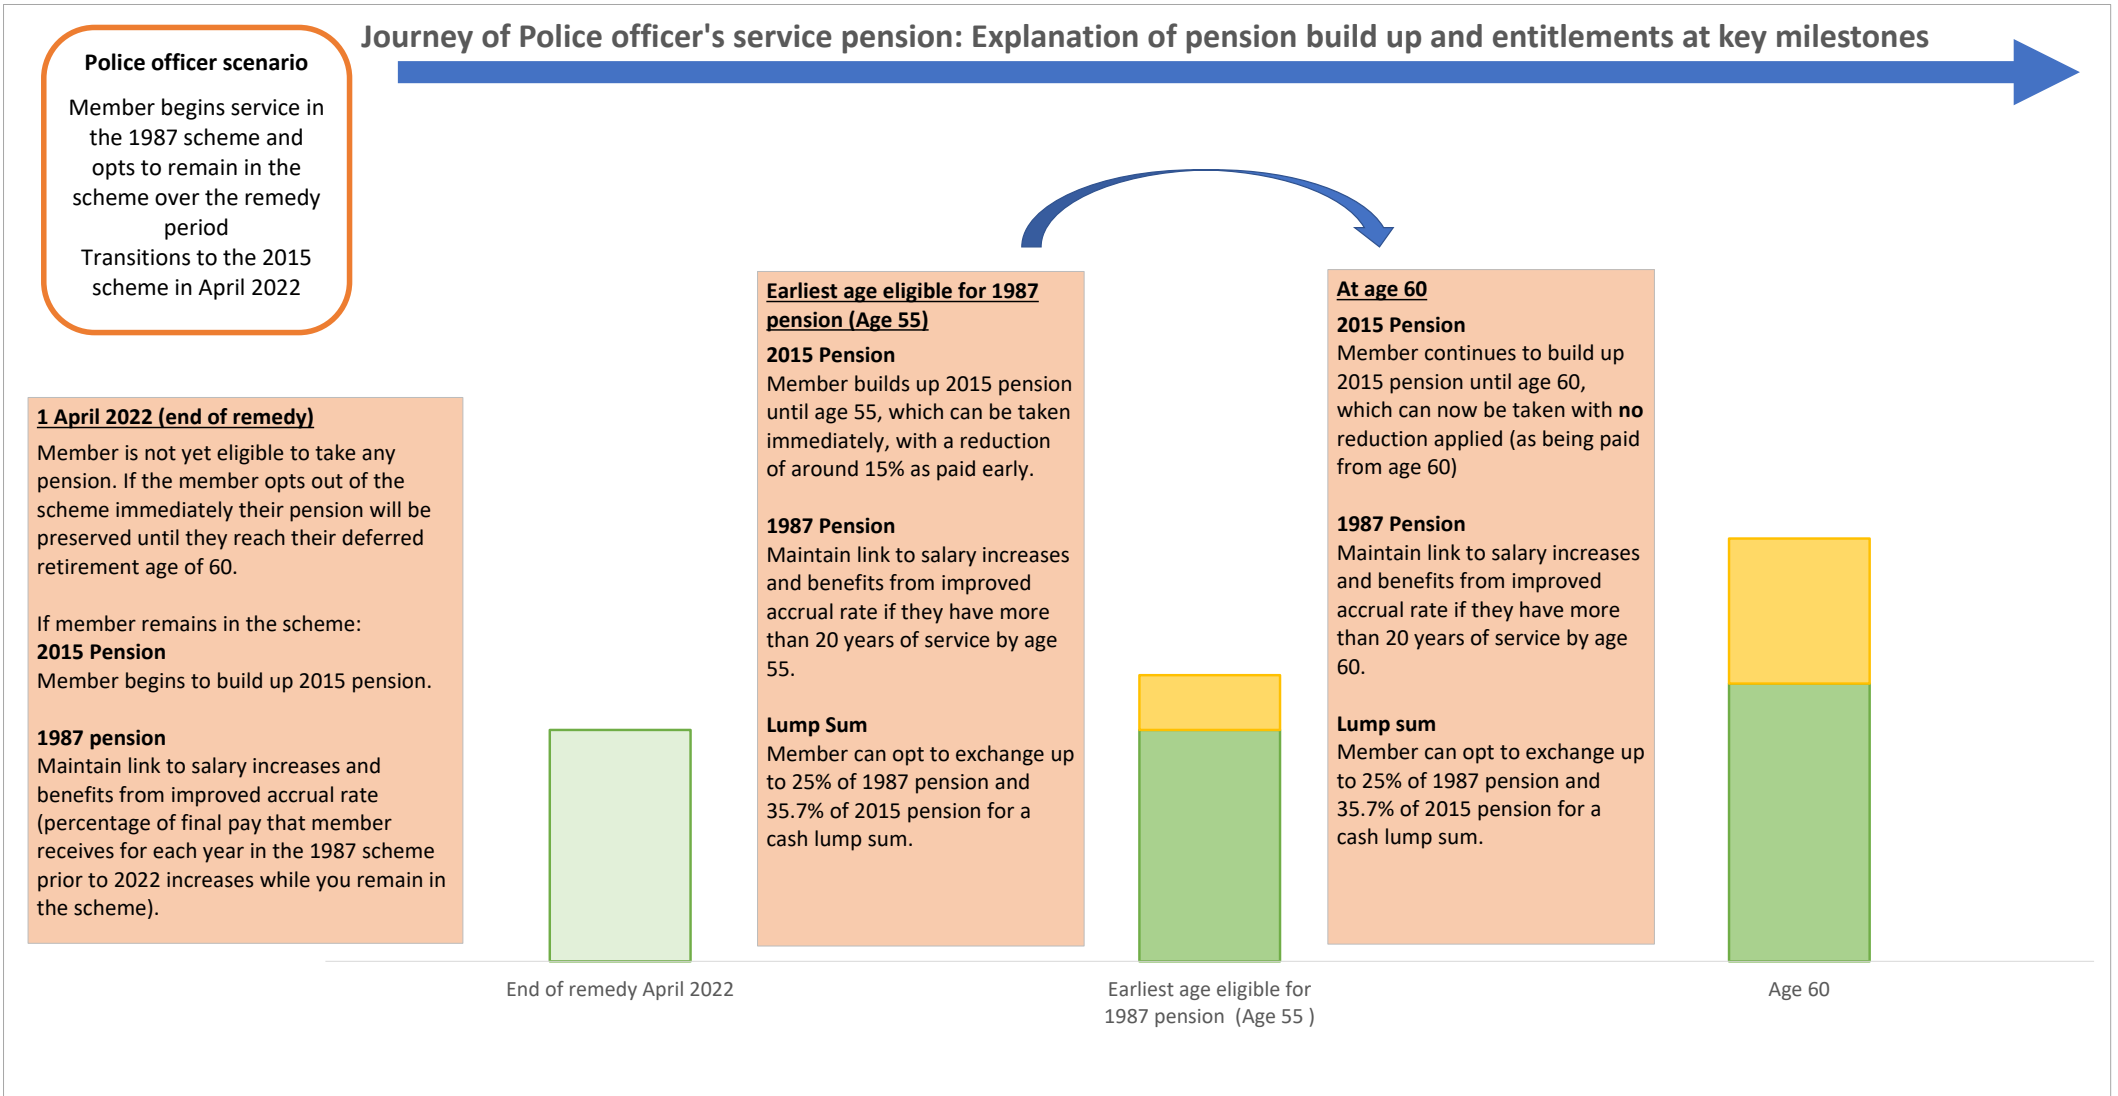 Journey of Police officer's service pension: Explanation of pension build up and entitlements at key milestones
Police officer scenario
Member begins service in
the 1987 scheme and
opts to remain in the
scheme over the remedy
period
Transitions to the 2015
scheme in April 2022
1 April 2022 (end of remedy)
Member is not yet eligible to take any
pension. If the member opts out of the
scheme immediately their pension will be
preserved until they reach their deferred
retirement age of 60.
If member remains in the scheme:
2015 Pension
Member begins to build up 2015 pension.
1987 pension
Maintain link to salary increases and
benefits from improved accrual rate
(percentage of final pay that member
receives for each year in the 1987 scheme
prior to 2022 increases while you remain in
the scheme).
Earliest age eligible for 1987
pension (Age 55)
2015 Pension
Member builds up 2015 pension
until age 55, which can be taken
immediately, with a reduction
of around 15% as paid early.
1987 Pension
Maintain link to salary increases
and benefits from improved
accrual rate if they have more
than 20 years of service by age
55.
Lump Sum
Member can opt to exchange up
to 25% of 1987 pension and
35.7% of 2015 pension for a
cash lump sum.
At age 60
2015 Pension
Member continues to build up
2015 pension until age 60,
which can now be taken with no
reduction applied (as being paid
from age 60)
1987 Pension
Maintain link to salary increases
and benefits from improved
accrual rate if they have more
than 20 years of service by age
60.
Lump sum
Member can opt to exchange up
to 25% of 1987 pension and
35.7% of 2015 pension for a
cash lump sum.
End of remedy April 2022
Earliest age eligible for
1987 pension  (Age 55 )
Age 60